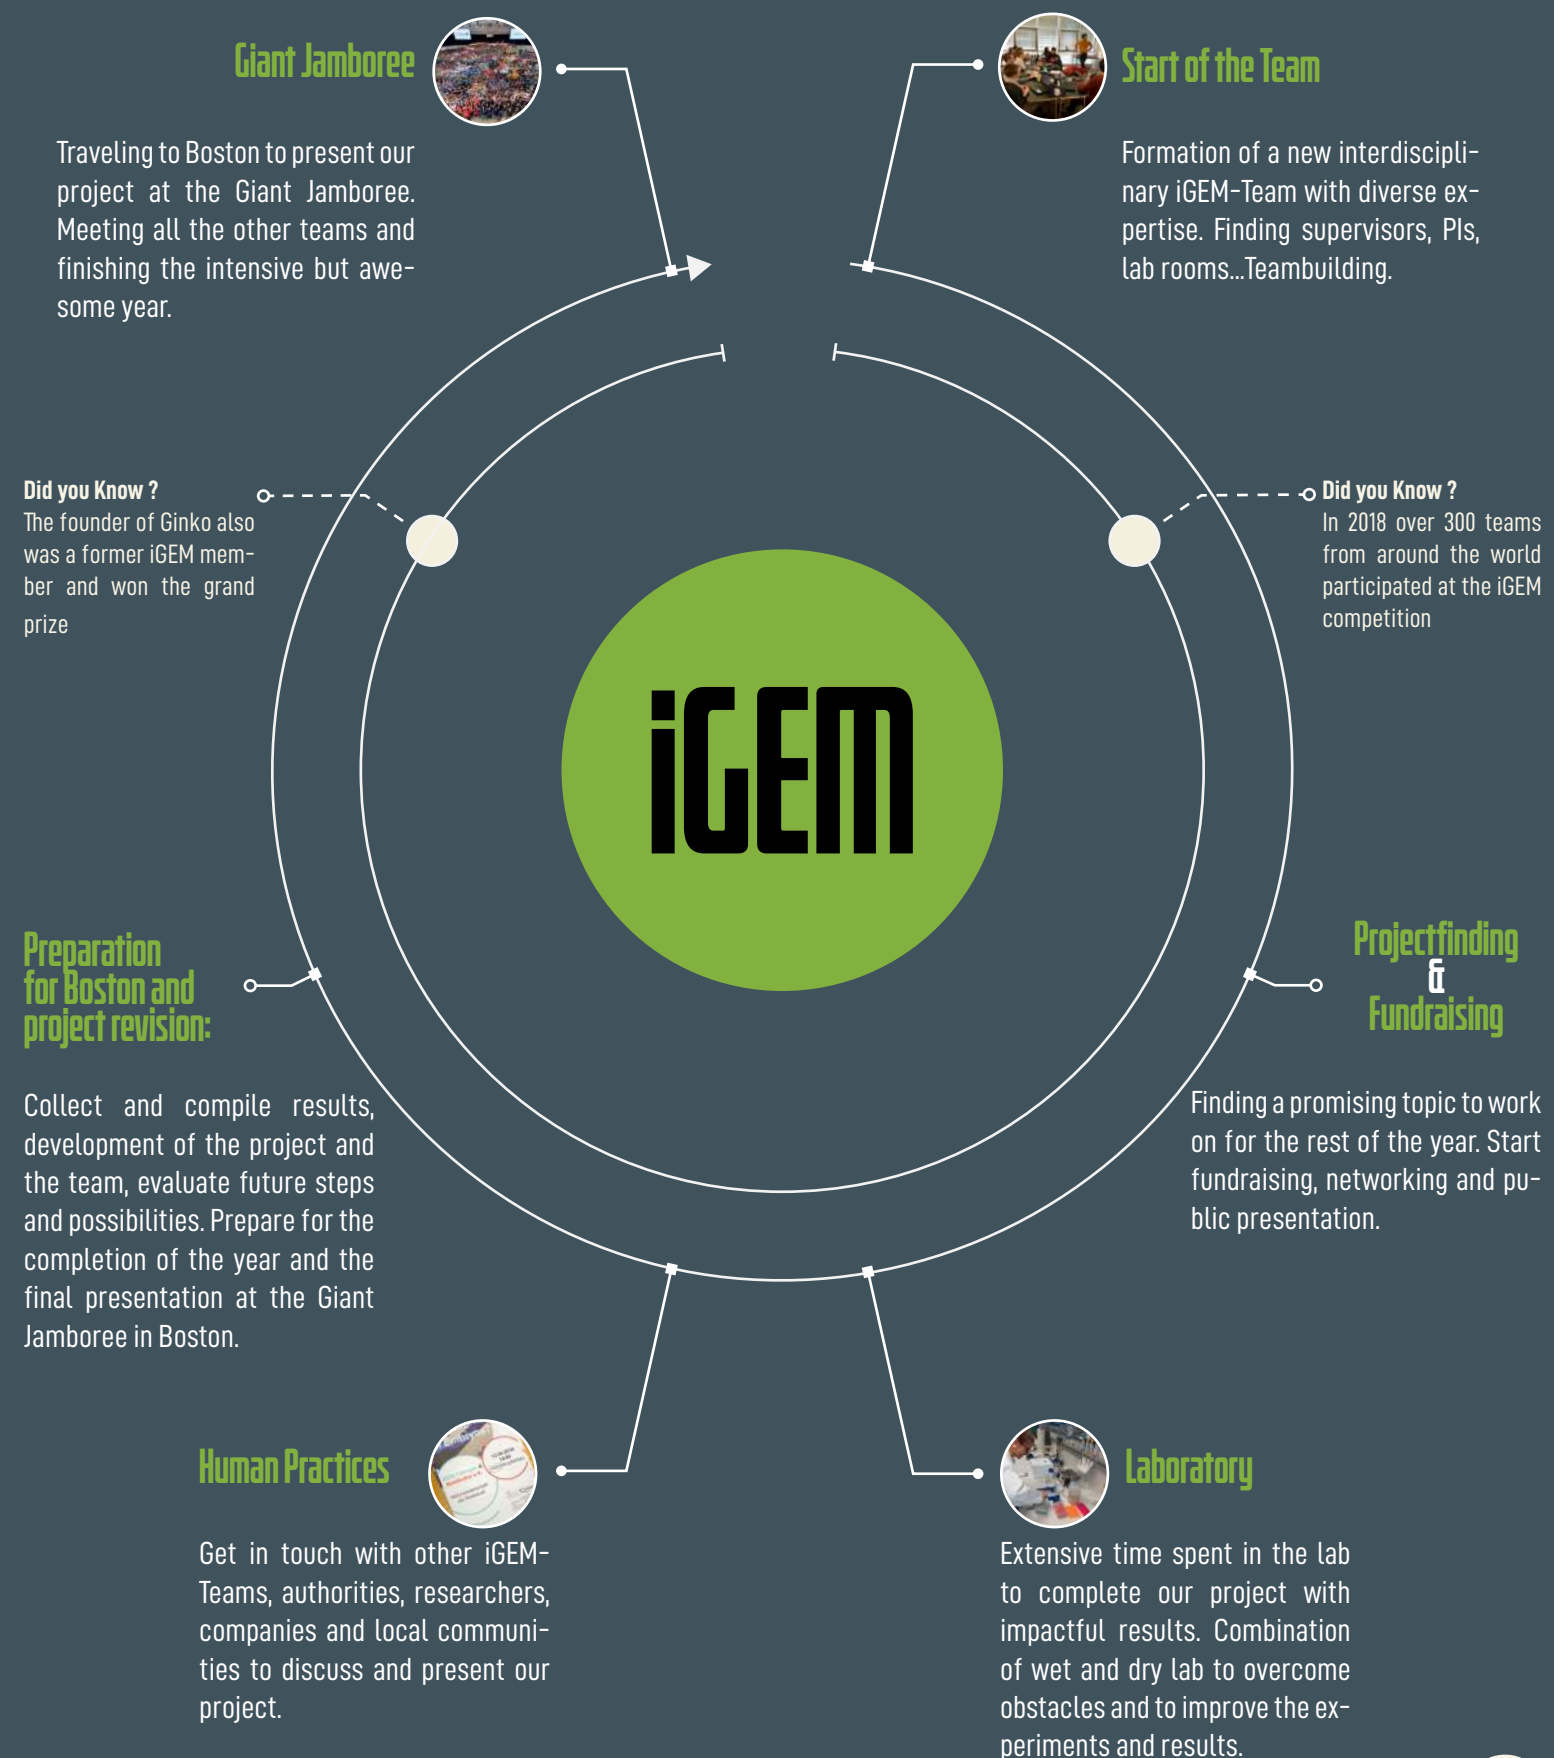 Giant Jamboree
Traveling to Boston to present our
project at the Giant Jamboree.
Meeting all the other teams and
finishing the intensive but awe-
some year.
Start of the Team
Formation of a new interdiscipli-
nary iGEM-Team with diverse ex-
pertise. Finding supervisors, PIs,
lab rooms...Teambuilding.
Did you Know ?
The founder of Ginko also
was a former iGEM mem-
ber and won the grand
prize
Did you Know ?
In 2018 over 300 teams
from around the world
participated at the iGEM
competition
iGEM
Preparation
for Boston and
project revision:
Collect and compile results,
development of the project and
the team, evaluate future steps
and possibilities. Prepare for the
completion of the year and the
final presentation at the Giant
Jamboree in Boston.
Projectfinding
&
Fundraising
Finding a promising topic to work
on for the rest of the year. Start
fundraising, networking and pu-
blic presentation.
Human Practices
Get in touch with other iGEM-
Teams, authorities, researchers,
companies and local communi-
ties to discuss and present our
project.
Laboratory
Extensive time spent in the lab
to complete our project with
impactful results. Combination
of wet and dry lab to overcome
obstacles and to improve the ex-
periments and results.